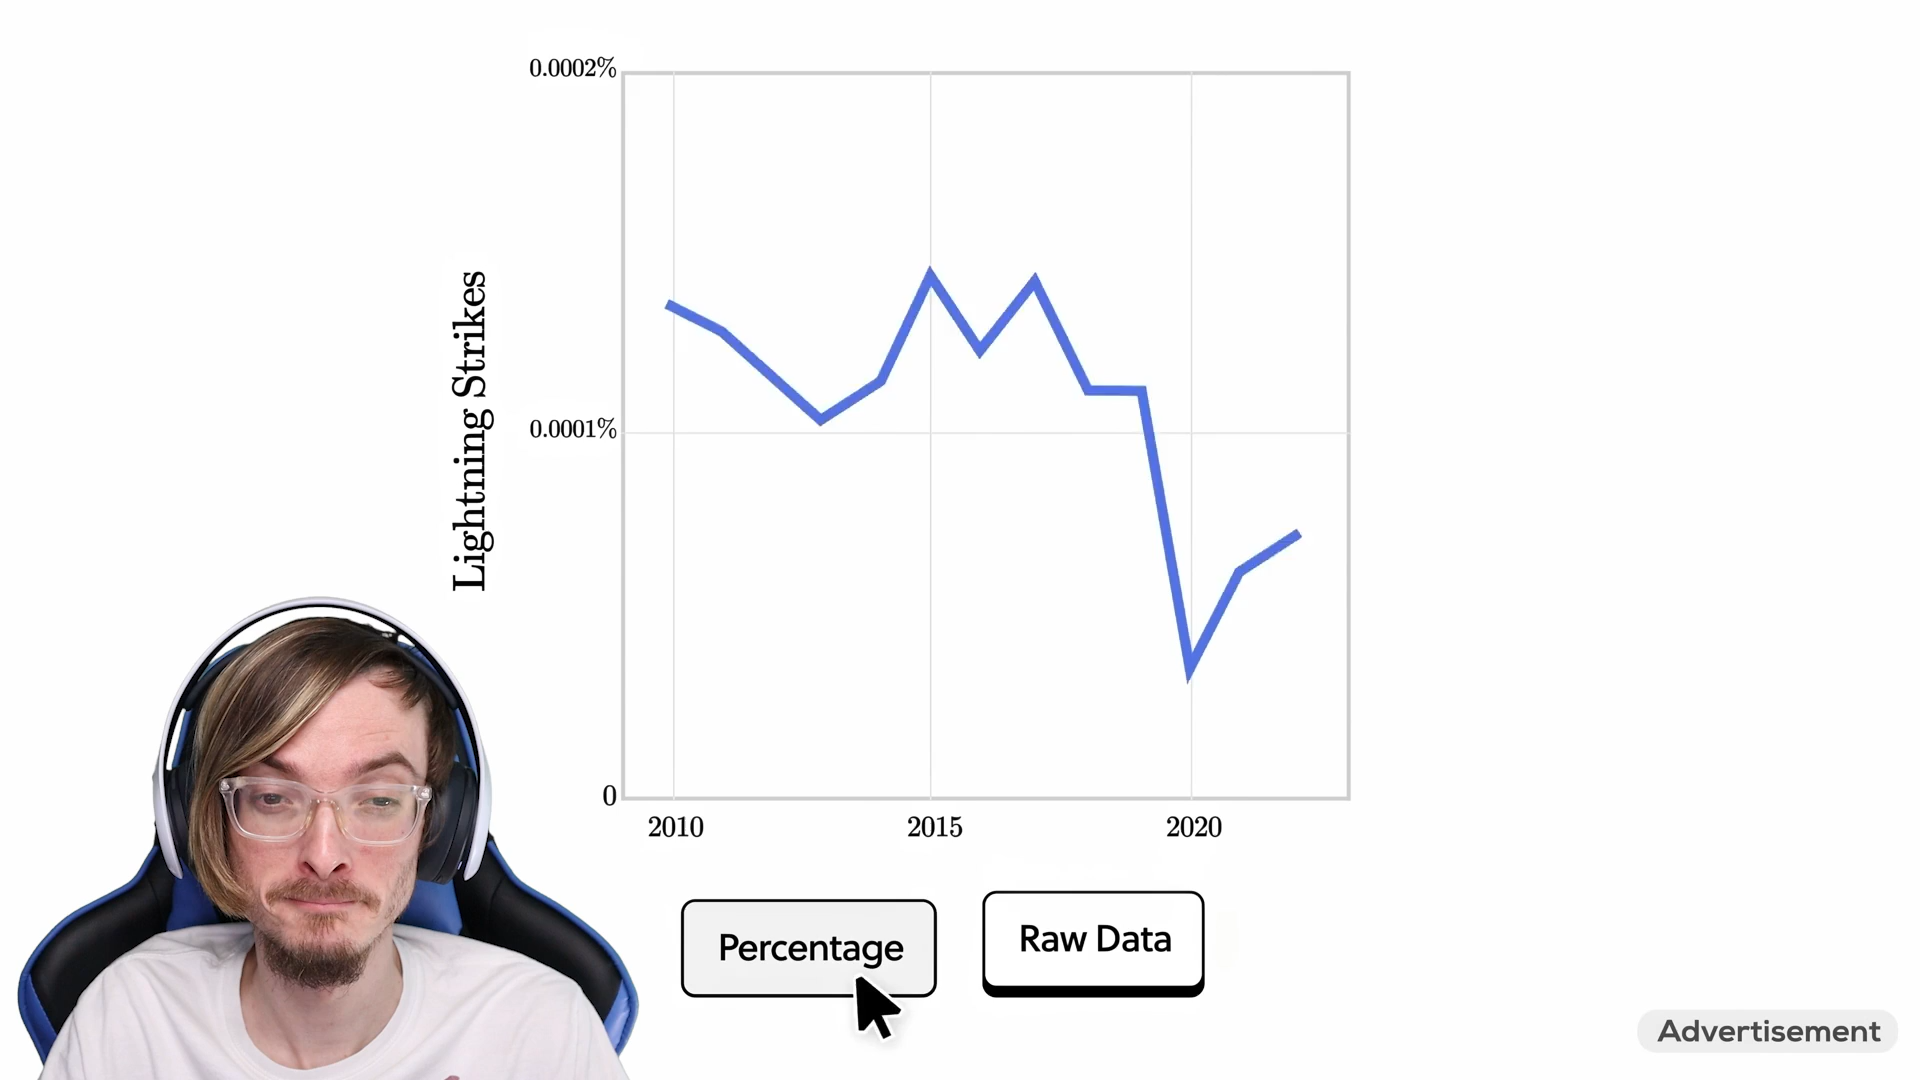 0.0002%
Lightning Strikes
0.0001%
0
2010 2015 2020
Percentage
Raw Data
Advertisement